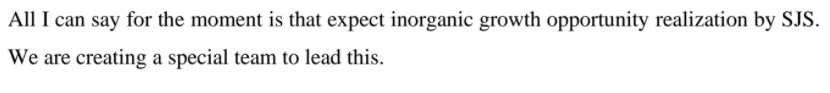 All I can say for the moment is that expect inorganic growth opportunity realization by SJS.
We are creating a special team to lead this.